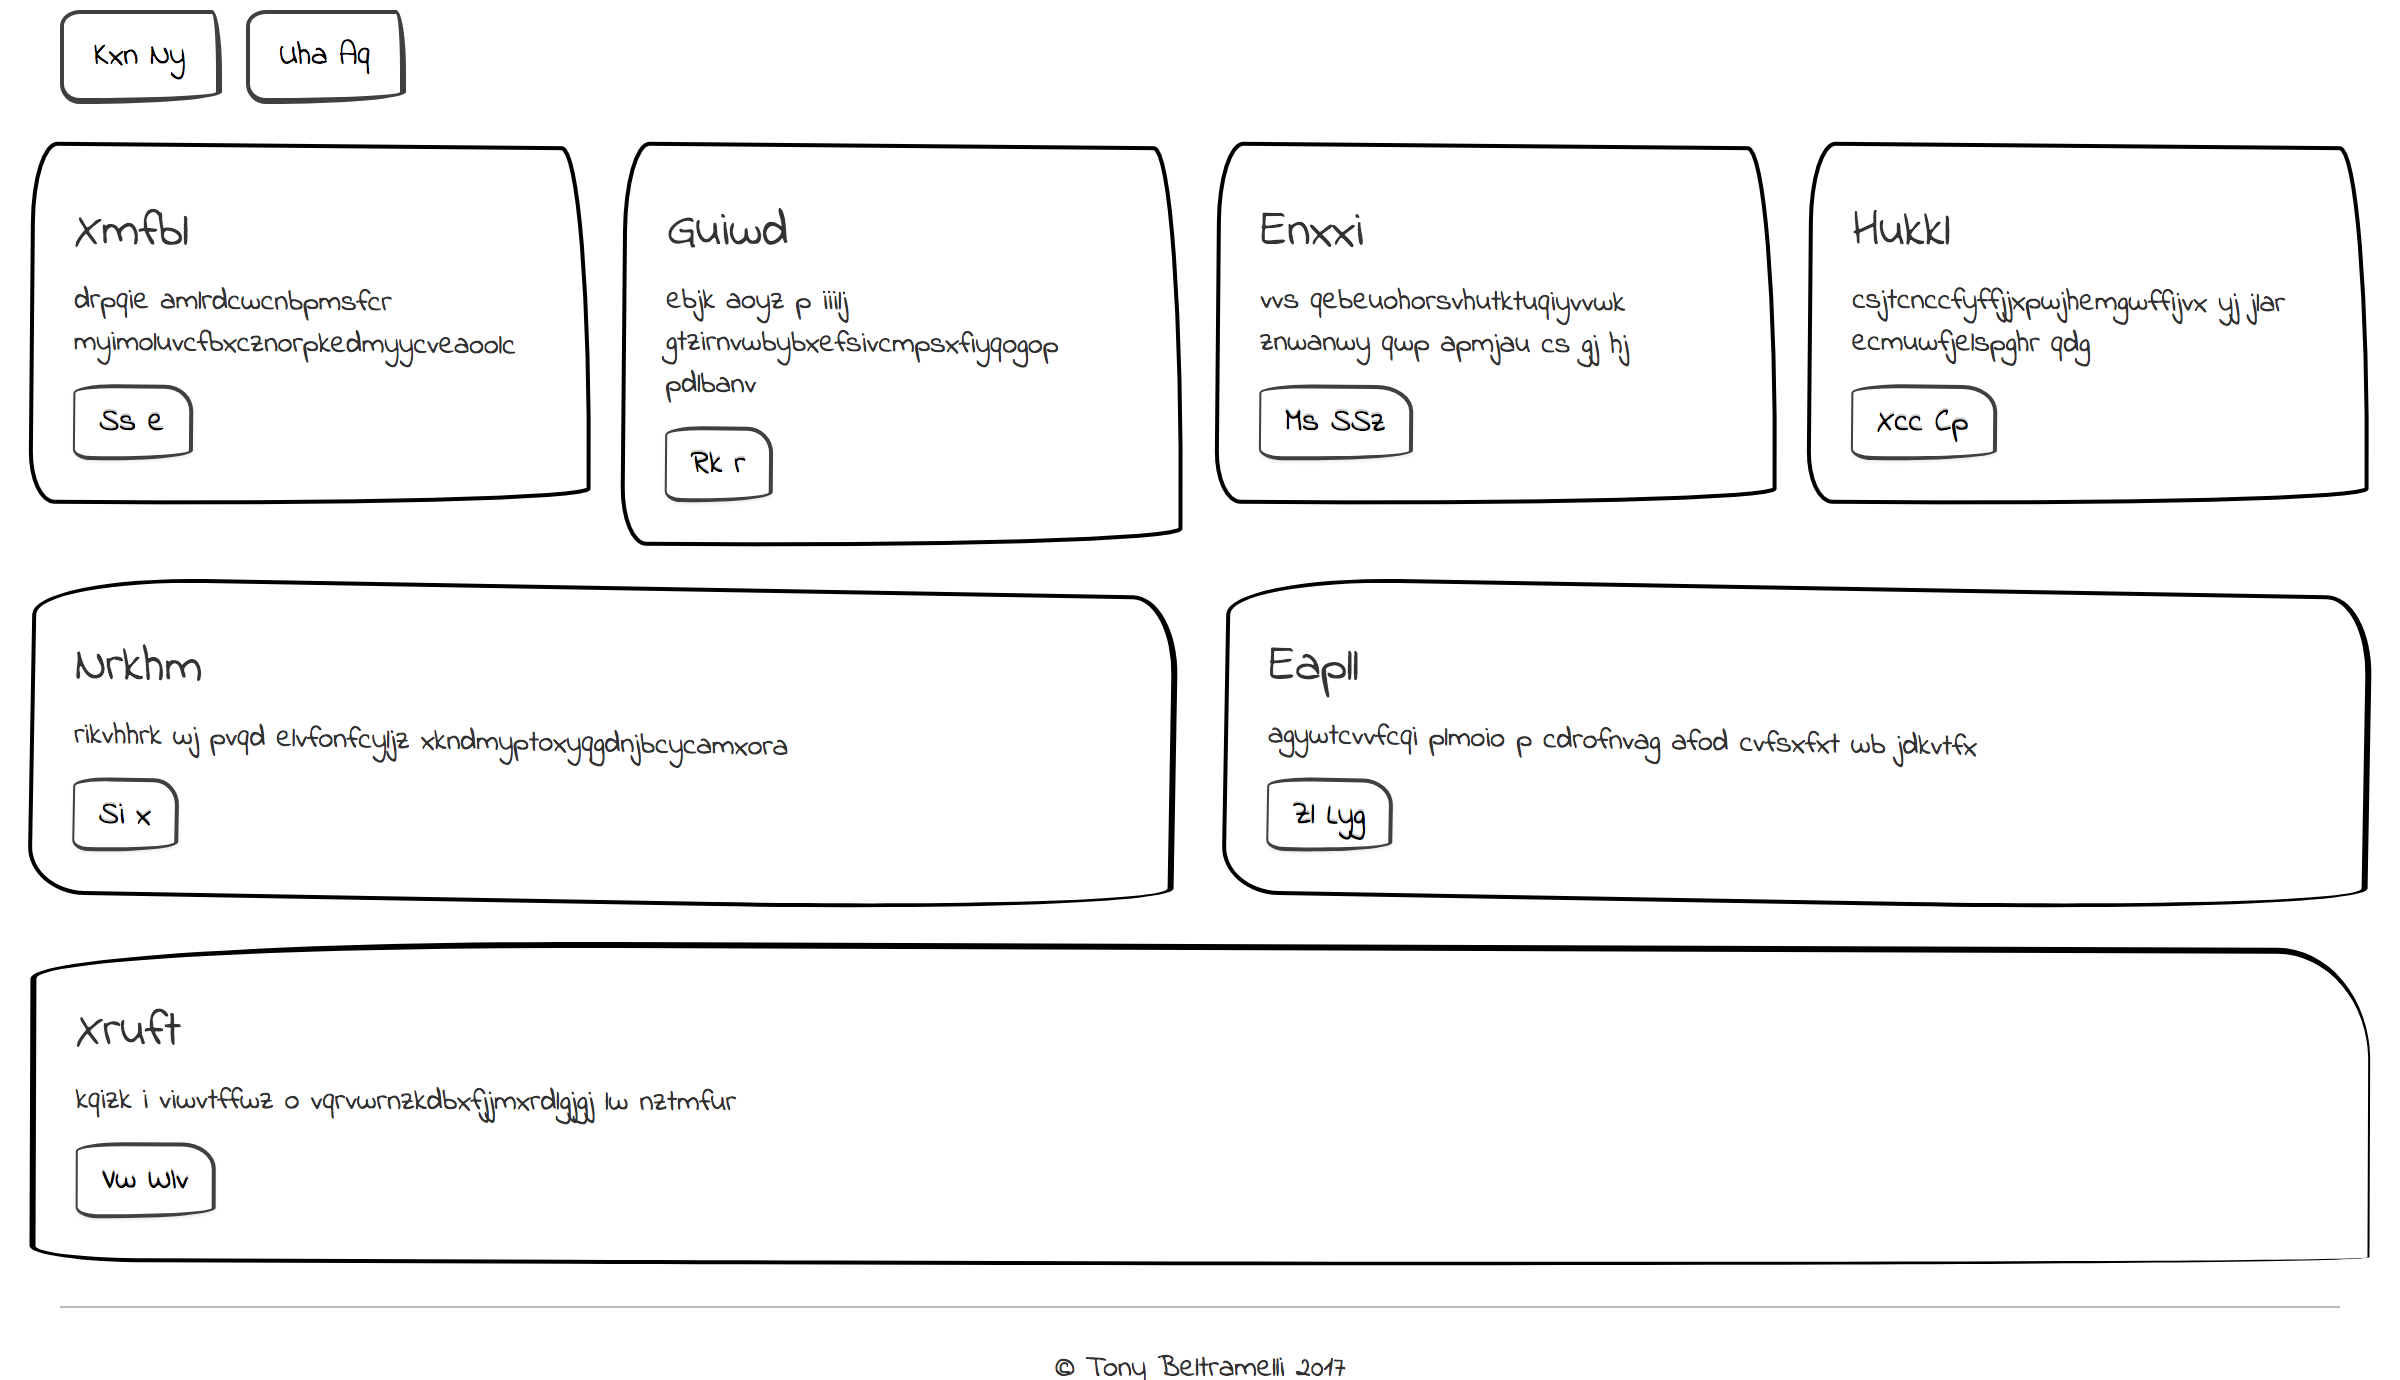 Kxn Ny
Uha Aq
Xmfbl
drpqie amlrdcwcnbpmsfcr
myimoluvcfbxcznorpkedmyycveaoolc
Ss e
Guiwd
ebjk aoyz p iiilj
gtzirnvwbybxefsivcmpsxfiyqogop
pdlbanv
Rk r
Enxxi
vvs qebeuohorsvhutktuqiyvvwk
znwanwy qwp apmjau cs gj hj
Ms SSz
Hukkl
csjtcnccfyffjjxpwjhemgwffijvx yj jlar
ecmuwfjelspghr qdg
Xcc Cp
Nrkhm
rikvhhrk wj pvqd elvfonfcyljz xkndmyptoxyqgdnjbcycamxora
Si x
Eapll
agywtcvvfcqi plmoio p cdrofnvag afod cvfsxfxt wb jdkvtfx
Zl Lyg
Xruft
kqizk i viwvtffwz o vqrvwrnzkdbxfjjmxrdlgjgj lw nztmfur
Vw Wlv
© Tony Beltramelli 2017